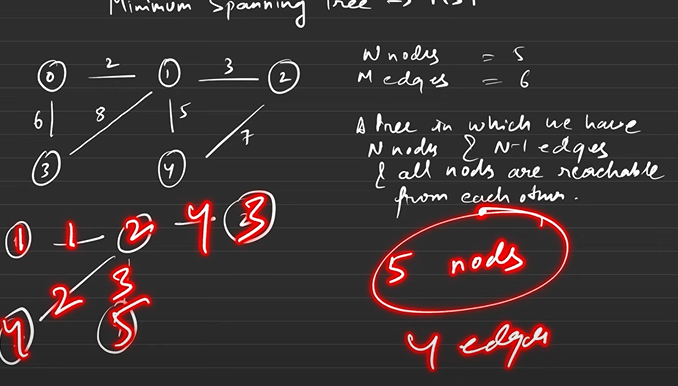 Minimum Spanning Tree → MST
0 2 1 3 2
N nodes = 5
M edges = 6
6 8 5 7
3 4
A tree in which we have
N nodes & N-1 edges
& all nodes are reachable
from each other.
1 1 2 4 3
2 3
4 5
5 nods
4 edges